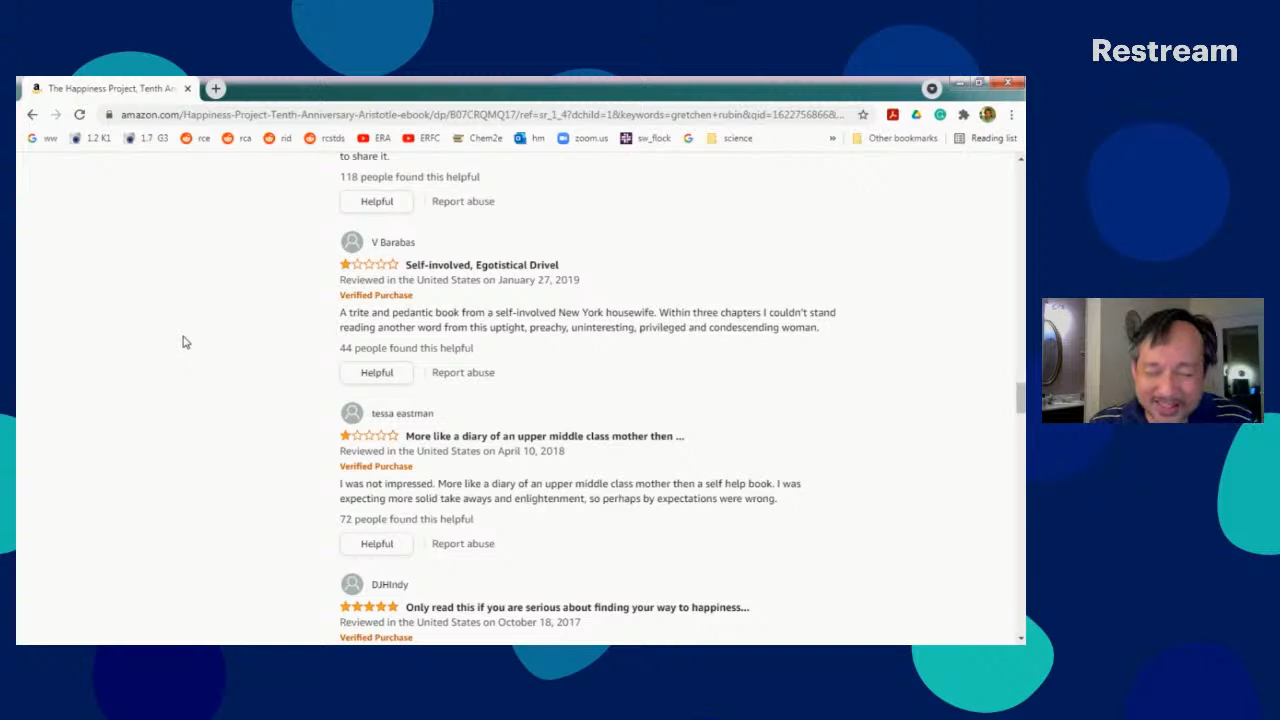 Restream
The Happiness Project, Tenth An
amazon.com/Happiness-Project-Tenth-Anniversary-Aristotle-ebook/dp/B07CRQMQ17/ref=sr_1_4?dchild=1&keywords=gretchen+rubin&qid=1622756866&...
ww 1.2 K1 1.7 G3 rce rca rid rcstds ERA ERFC Chem2e hm zoom.us sw_flock science » Other bookmarks Reading list
to share it.
118 people found this helpful
Helpful Report abuse
V Barabas
Self-involved, Egotistical Drivel
Reviewed in the United States on January 27, 2019
Verified Purchase
A trite and pedantic book from a self-involved New York housewife. Within three chapters I couldn't stand
reading another word from this uptight, preachy, uninteresting, privileged and condescending woman.
44 people found this helpful
Helpful Report abuse
tessa eastman
More like a diary of an upper middle class mother then ...
Reviewed in the United States on April 10, 2018
Verified Purchase
I was not impressed. More like a diary of an upper middle class mother then a self help book. I was
expecting more solid take aways and enlightenment, so perhaps by expectations were wrong.
72 people found this helpful
Helpful Report abuse
DJHIndy
Only read this if you are serious about finding your way to happiness...
Reviewed in the United States on October 18, 2017
Verified Purchase